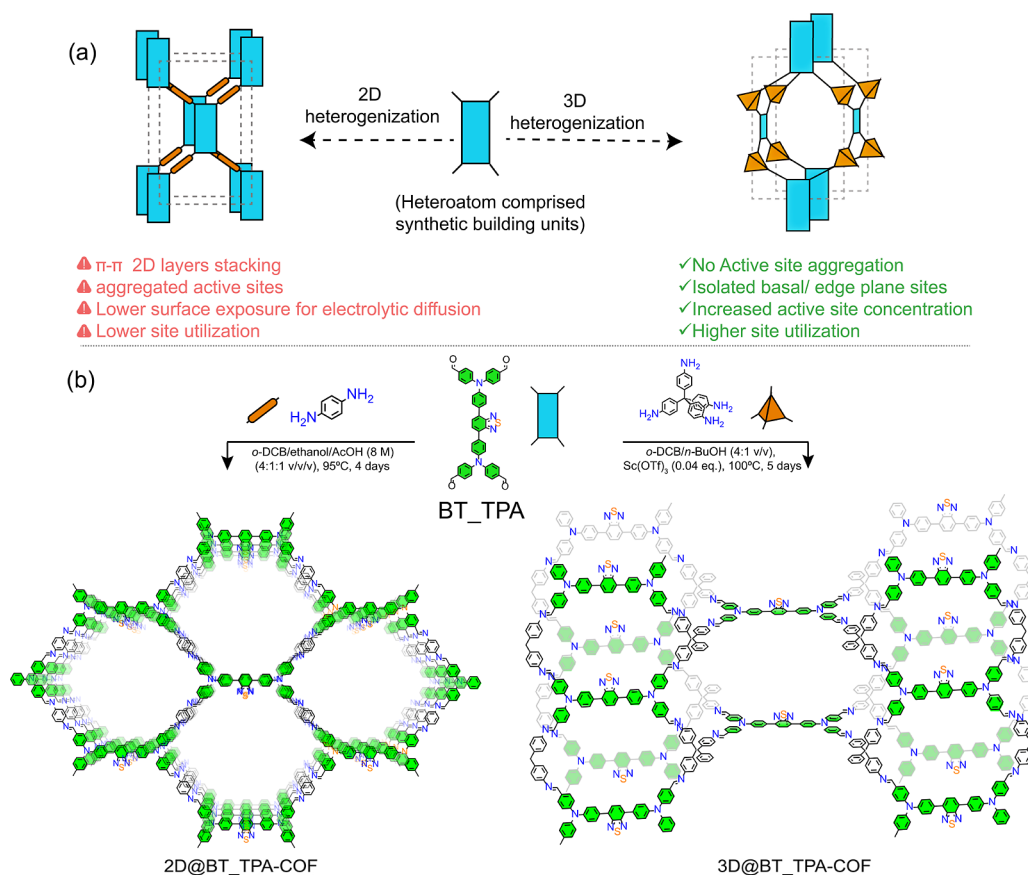 (a)
2D
heterogenization
3D
heterogenization
(Heteroatom comprised
synthetic building units)
π-π 2D layers stacking
aggregated active sites
Lower surface exposure for electrolytic diffusion
Lower site utilization
✓No Active site aggregation
✓Isolated basal/ edge plane sites
✓Increased active site concentration
✓Higher site utilization
(b)
H₂N
NH₂
o-DCB/ethanol/AcOH (8 M)
(4:1:1 v/v/v), 95ºC, 4 days
BT_TPA
NH₂
H₂N
NH₂
NH₂
o-DCB/n-BuOH (4:1 v/v),
Sc(OTf)₃ (0.04 eq.), 100ºC, 5 days
2D@BT_TPA-COF
3D@BT_TPA-COF